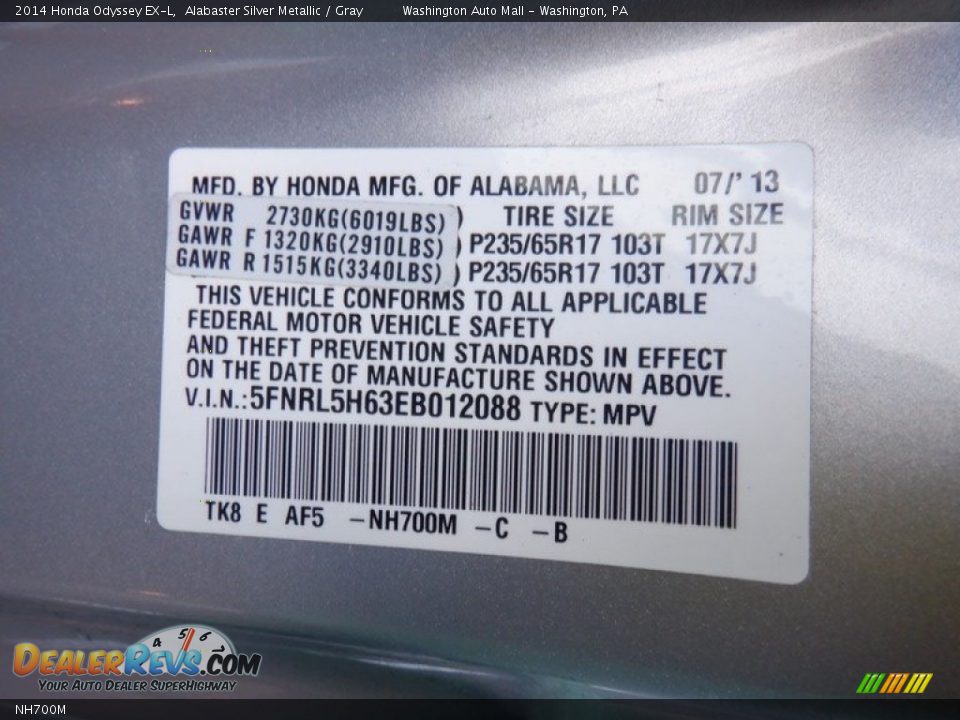 2014 Honda Odyssey EX-L,  Alabaster Silver Metallic / Gray      Washington Auto Mall - Washington, PA
MFD. BY HONDA MFG. OF ALABAMA, LLC   07/' 13
GVWR   2730KG(6019LBS) )   TIRE SIZE   RIM SIZE
GAWR F 1320KG(2910LBS) ) P235/65R17 103T  17X7J
GAWR R 1515KG(3340LBS) ) P235/65R17 103T  17X7J
THIS VEHICLE CONFORMS TO ALL APPLICABLE
FEDERAL MOTOR VEHICLE SAFETY
AND THEFT PREVENTION STANDARDS IN EFFECT
ON THE DATE OF MANUFACTURE SHOWN ABOVE.
V.I.N.:5FNRL5H63EB012088 TYPE: MPV
TK8  E  AF5   -NH700M  -C  -B
4 5 6
DEALERREVS.COM
YOUR AUTO DEALER SUPERHIGHWAY
NH700M